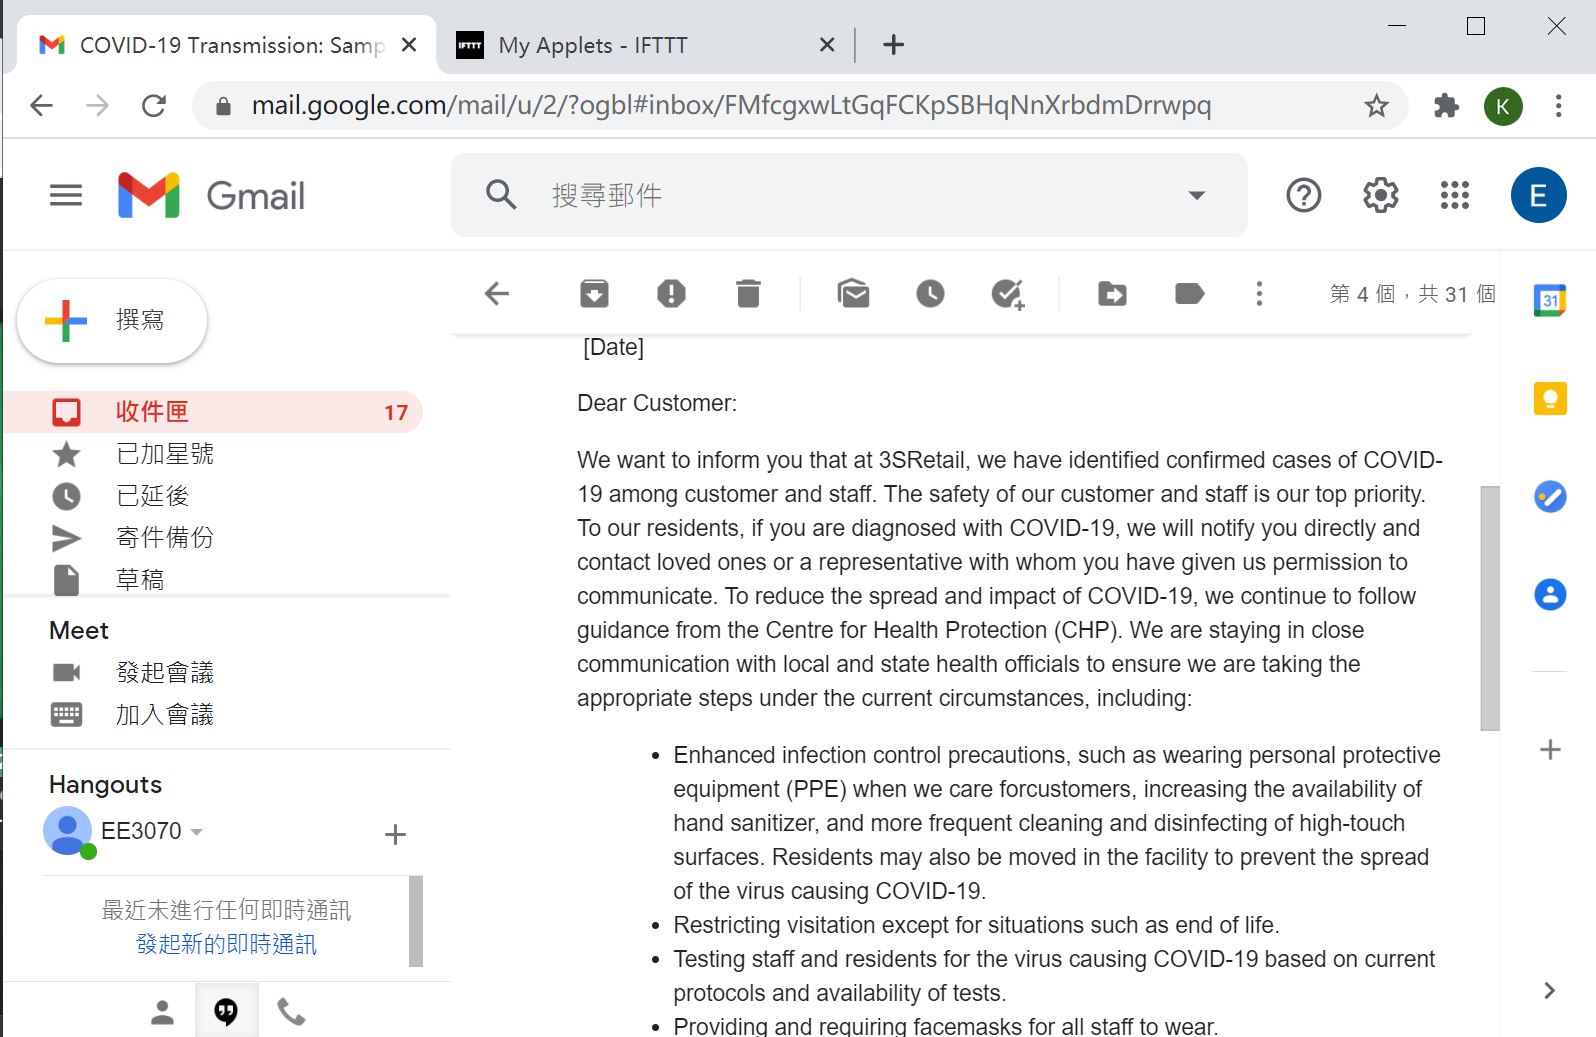 COVID-19 Transmission: Samp
My Applets - IFTTT
mail.google.com/mail/u/2/?ogbl#inbox/FMfcgxwLtGqFCKpSBHqNnXrbdmDrrwpq
K
Gmail
搜尋郵件
E
撰寫
第 4 個，共 31 個
31
收件匣 17
已加星號
已延後
寄件備份
草稿
Meet
發起會議
加入會議
Hangouts
EE3070
最近未進行任何即時通訊
發起新的即時通訊
[Date]
Dear Customer:
We want to inform you that at 3SRetail, we have identified confirmed cases of COVID-
19 among customer and staff. The safety of our customer and staff is our top priority.
To our residents, if you are diagnosed with COVID-19, we will notify you directly and
contact loved ones or a representative with whom you have given us permission to
communicate. To reduce the spread and impact of COVID-19, we continue to follow
guidance from the Centre for Health Protection (CHP). We are staying in close
communication with local and state health officials to ensure we are taking the
appropriate steps under the current circumstances, including:
• Enhanced infection control precautions, such as wearing personal protective
equipment (PPE) when we care forcustomers, increasing the availability of
hand sanitizer, and more frequent cleaning and disinfecting of high-touch
surfaces. Residents may also be moved in the facility to prevent the spread
of the virus causing COVID-19.
• Restricting visitation except for situations such as end of life.
• Testing staff and residents for the virus causing COVID-19 based on current
protocols and availability of tests.
• Providing and requiring facemasks for all staff to wear.